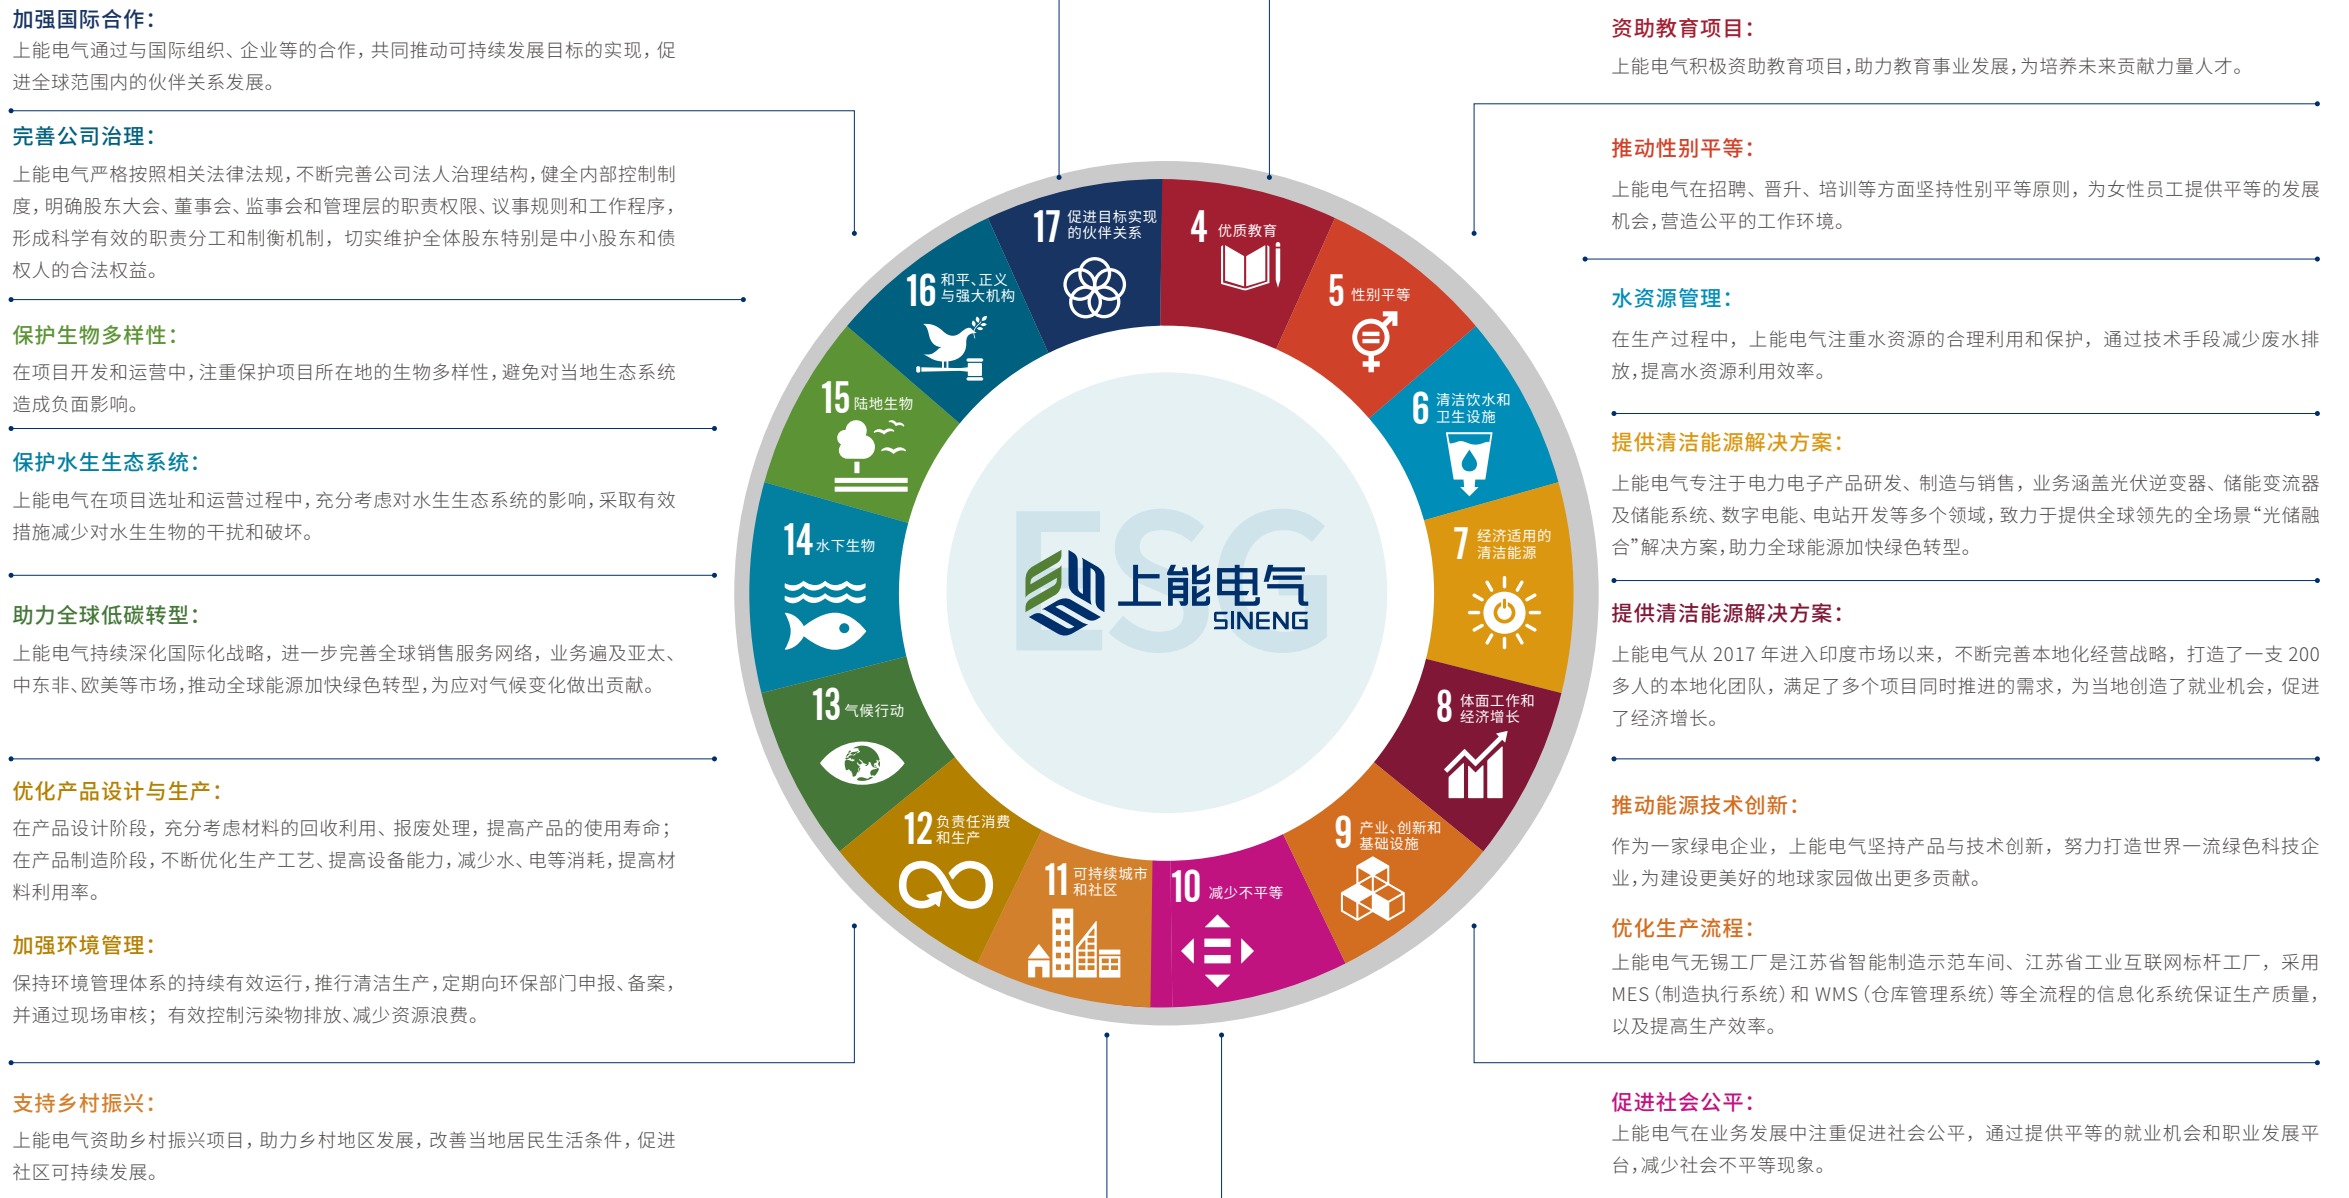 加强国际合作：
上能电气通过与国际组织、企业等的合作，共同推动可持续发展目标的实现，促
进全球范围内的伙伴关系发展。
完善公司治理：
上能电气严格按照相关法律法规，不断完善公司法人治理结构，健全内部控制制
度，明确股东大会、董事会、监事会和管理层的职责权限、议事规则和工作程序，
形成科学有效的职责分工和制衡机制，切实维护全体股东特别是中小股东和债
权人的合法权益。
保护生物多样性：
在项目开发和运营中，注重保护项目所在地的生物多样性，避免对当地生态系统
造成负面影响。
保护水生生态系统：
上能电气在项目选址和运营过程中，充分考虑对水生生态系统的影响，采取有效
措施减少对水生生物的干扰和破坏。
助力全球低碳转型：
上能电气持续深化国际化战略，进一步完善全球销售服务网络，业务遍及亚太、
中东非、欧美等市场，推动全球能源加快绿色转型，为应对气候变化做出贡献。
优化产品设计与生产：
在产品设计阶段，充分考虑材料的回收利用、报废处理，提高产品的使用寿命；
在产品制造阶段，不断优化生产工艺、提高设备能力，减少水、电等消耗，提高材
料利用率。
加强环境管理：
保持环境管理体系的持续有效运行，推行清洁生产，定期向环保部门申报、备案，
并通过现场审核；有效控制污染物排放、减少资源浪费。
支持乡村振兴：
上能电气资助乡村振兴项目，助力乡村地区发展，改善当地居民生活条件，促进
社区可持续发展。
17 促进目标实现
的伙伴关系
4 优质教育
16 和平、正义
与强大机构
5 性别平等
15 陆地生物
6 清洁饮水和
卫生设施
14 水下生物
7 经济适用的
清洁能源
ESG
上能电气
SINENG
13 气候行动
8 体面工作和
经济增长
12 负责任消费
和生产
9 产业、创新和
基础设施
11 可持续城市
和社区
10 减少不平等
资助教育项目：
上能电气积极资助教育项目，助力教育事业发展，为培养未来贡献力量人才。
推动性别平等：
上能电气在招聘、晋升、培训等方面坚持性别平等原则，为女性员工提供平等的发展
机会，营造公平的工作环境。
水资源管理：
在生产过程中，上能电气注重水资源的合理利用和保护，通过技术手段减少废水排
放，提高水资源利用效率。
提供清洁能源解决方案：
上能电气专注于电力电子产品研发、制造与销售，业务涵盖光伏逆变器、储能变流器
及储能系统、数字电能、电站开发等多个领域，致力于提供全球领先的全场景“光储融
合”解决方案，助力全球能源加快绿色转型。
提供清洁能源解决方案：
上能电气从 2017 年进入印度市场以来，不断完善本地化经营战略，打造了一支 200
多人的本地化团队，满足了多个项目同时推进的需求，为当地创造了就业机会，促进
了经济增长。
推动能源技术创新：
作为一家绿电企业，上能电气坚持产品与技术创新，努力打造世界一流绿色科技企
业，为建设更美好的地球家园做出更多贡献。
优化生产流程：
上能电气无锡工厂是江苏省智能制造示范车间、江苏省工业互联网标杆工厂，采用
MES（制造执行系统）和 WMS（仓库管理系统）等全流程的信息化系统保证生产质量，
以及提高生产效率。
促进社会公平：
上能电气在业务发展中注重促进社会公平，通过提供平等的就业机会和职业发展平
台，减少社会不平等现象。